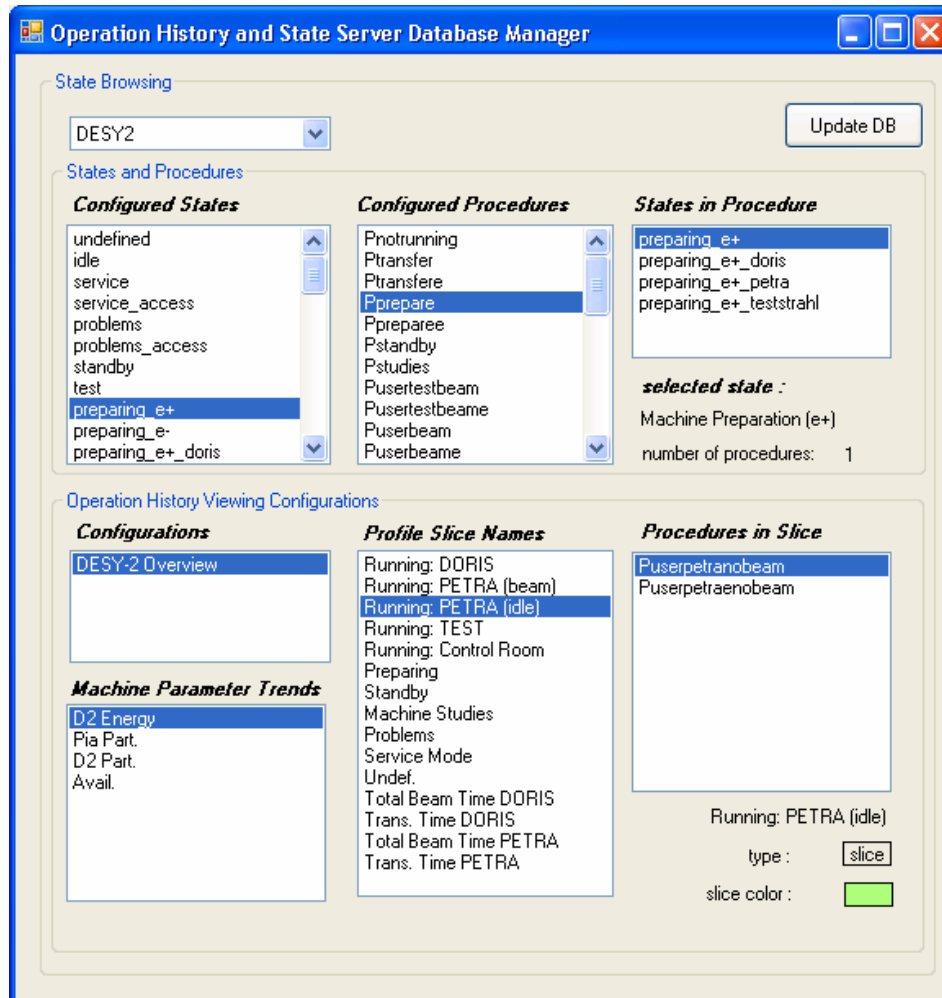 Operation History and State Server Database Manager
State Browsing
DESY2
Update DB
States and Procedures
Configured States
undefined
idle
service
service_access
problems
problems_access
standby
test
preparing_e+
preparing_e-
preparing_e+_doris
Configured Procedures
Pnotrunning
Ptransfer
Ptransfere
Pprepare
Ppreparee
Pstandby
Pstudies
Pusertestbeam
Pusertestbeame
Puserbeam
Puserbeame
States in Procedure
preparing_e+
preparing_e+_doris
preparing_e+_petra
preparing_e+_teststrahl
selected state :
Machine Preparation (e+)
number of procedures: 1
Operation History Viewing Configurations
Configurations
DESY-2 Overview
Machine Parameter Trends
D2 Energy
Pia Part.
D2 Part.
Avail.
Profile Slice Names
Running: DORIS
Running: PETRA (beam)
Running: PETRA (idle)
Running: TEST
Running: Control Room
Preparing
Standby
Machine Studies
Problems
Service Mode
Undef.
Total Beam Time DORIS
Trans. Time DORIS
Total Beam Time PETRA
Trans. Time PETRA
Procedures in Slice
Puserpetranobeam
Puserpetraenobeam
Running: PETRA (idle)
type : slice
slice color :